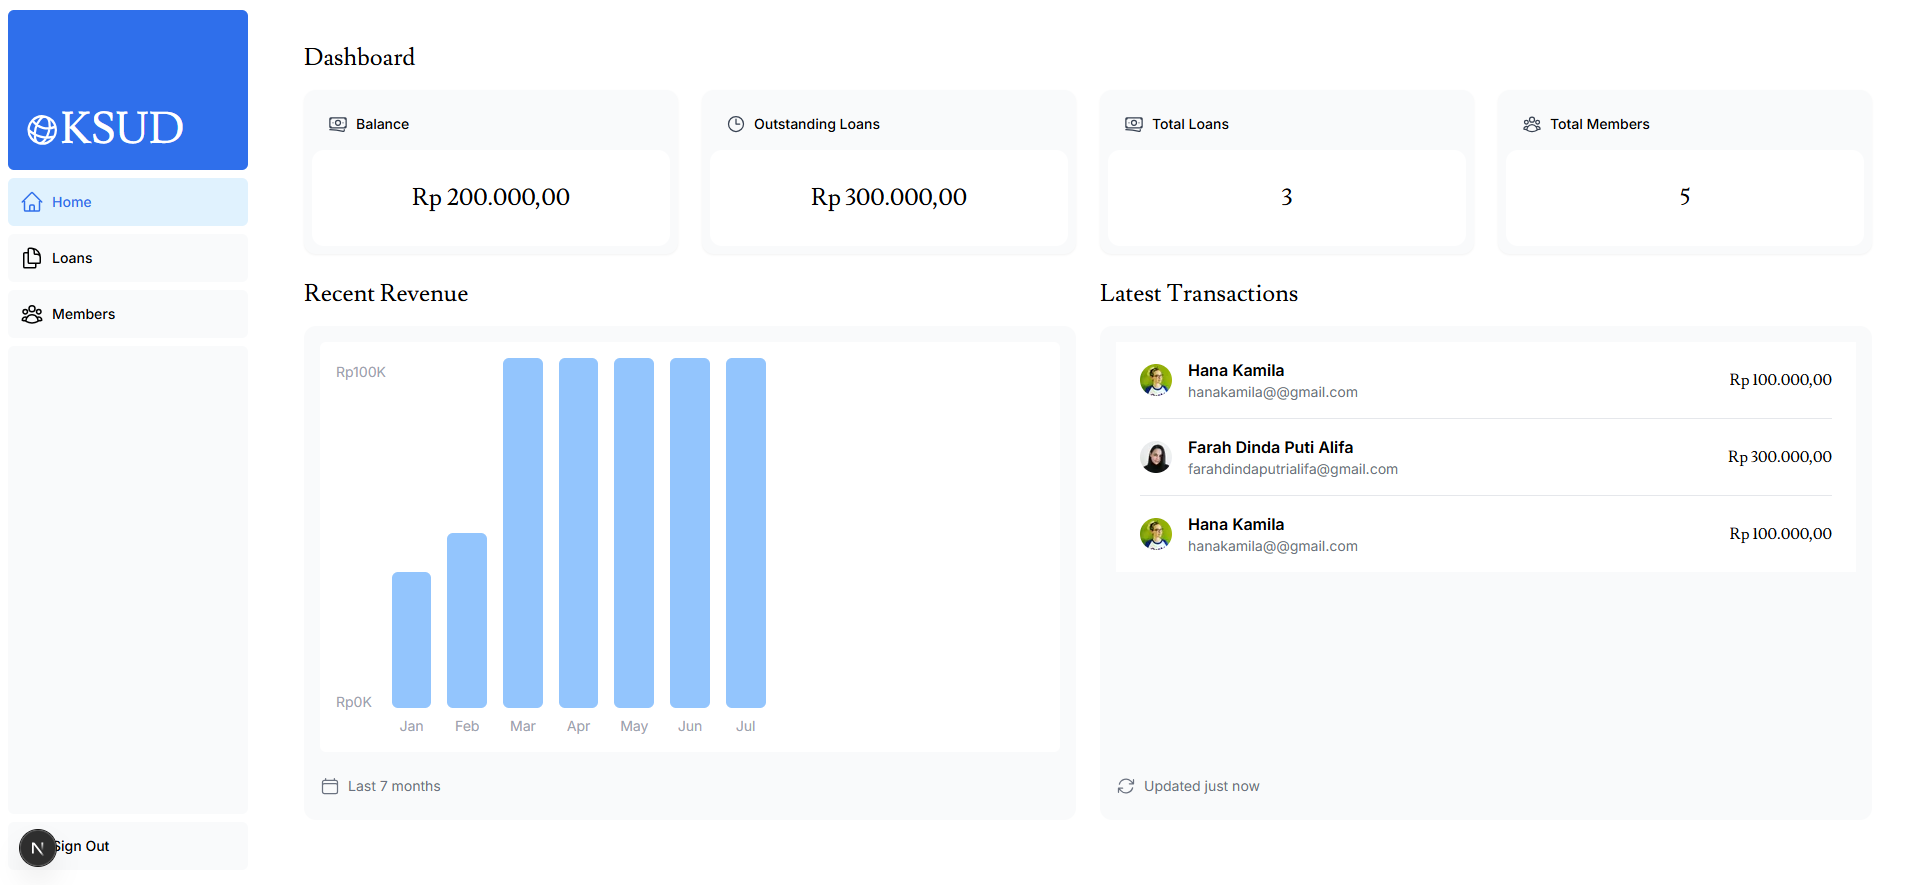 KSUD
Home
Loans
Members
Sign Out
Dashboard
Balance
Rp 200.000,00
Outstanding Loans
Rp 300.000,00
Total Loans
3
Total Members
5
Recent Revenue
Rp100K
Rp0K
Jan Feb Mar Apr May Jun Jul
Last 7 months
Latest Transactions
Hana Kamila
hanakamila@@gmail.com
Rp 100.000,00
Farah Dinda Puti Alifa
farahdindaputrialifa@gmail.com
Rp 300.000,00
Hana Kamila
hanakamila@@gmail.com
Rp 100.000,00
Updated just now
N